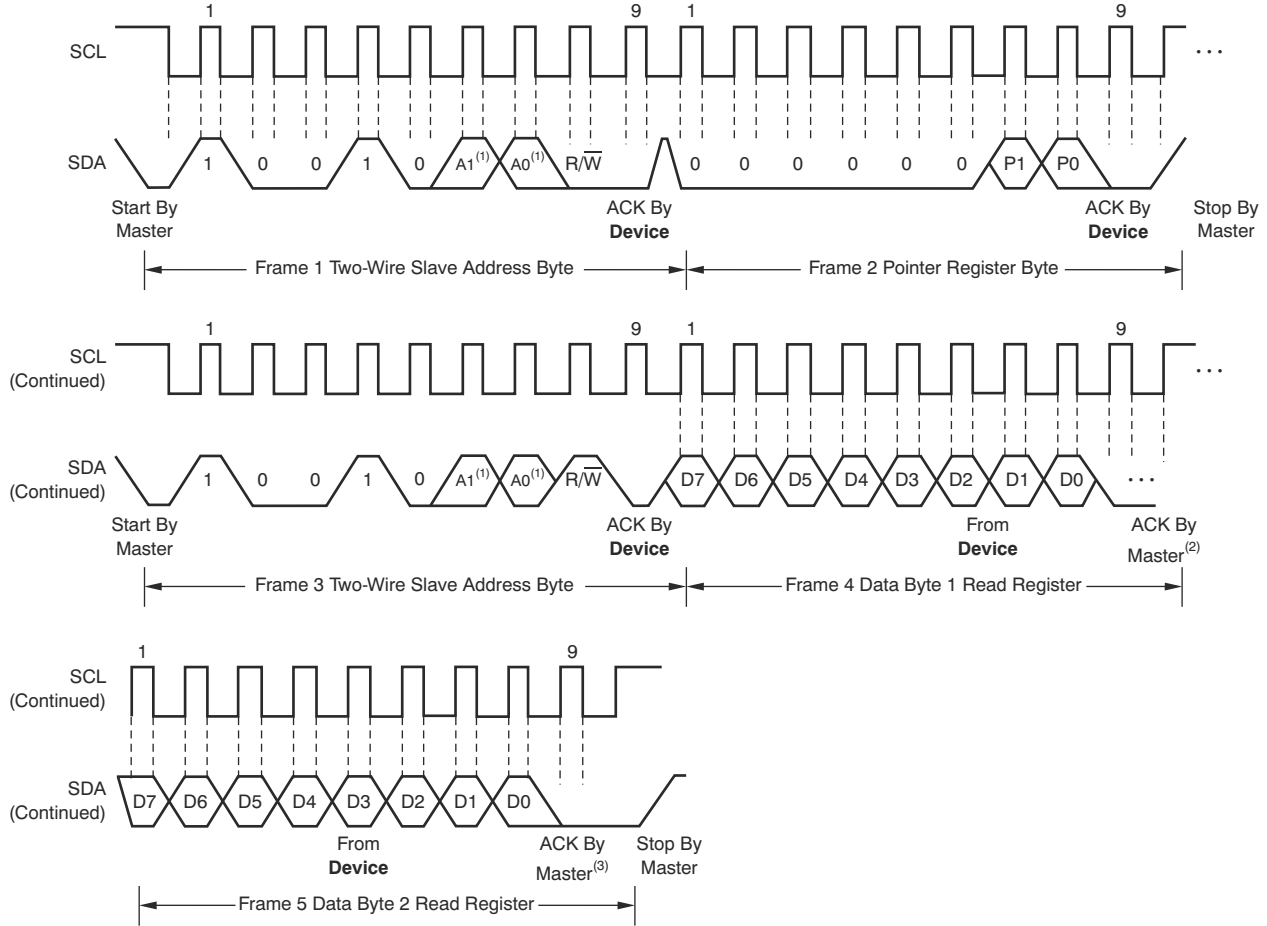 1 9 1 9
SCL
...
SDA
1 0 0 1 0 A1(1) A0(1) R/W 0 0 0 0 0 0 P1 P0
Start By
Master
ACK By
Device
ACK By
Device
Stop By
Master
Frame 1 Two-Wire Slave Address Byte
Frame 2 Pointer Register Byte
1 9 1 9
SCL
(Continued)
...
SDA
(Continued)
1 0 0 1 0 A1(1) A0(1) R/W D7 D6 D5 D4 D3 D2 D1 D0 ...
Start By
Master
ACK By
Device
From
Device
ACK By
Master(2)
Frame 3 Two-Wire Slave Address Byte
Frame 4 Data Byte 1 Read Register
1 9
SCL
(Continued)
SDA
(Continued)
D7 D6 D5 D4 D3 D2 D1 D0
From
Device
ACK By
Master(3)
Stop By
Master
Frame 5 Data Byte 2 Read Register